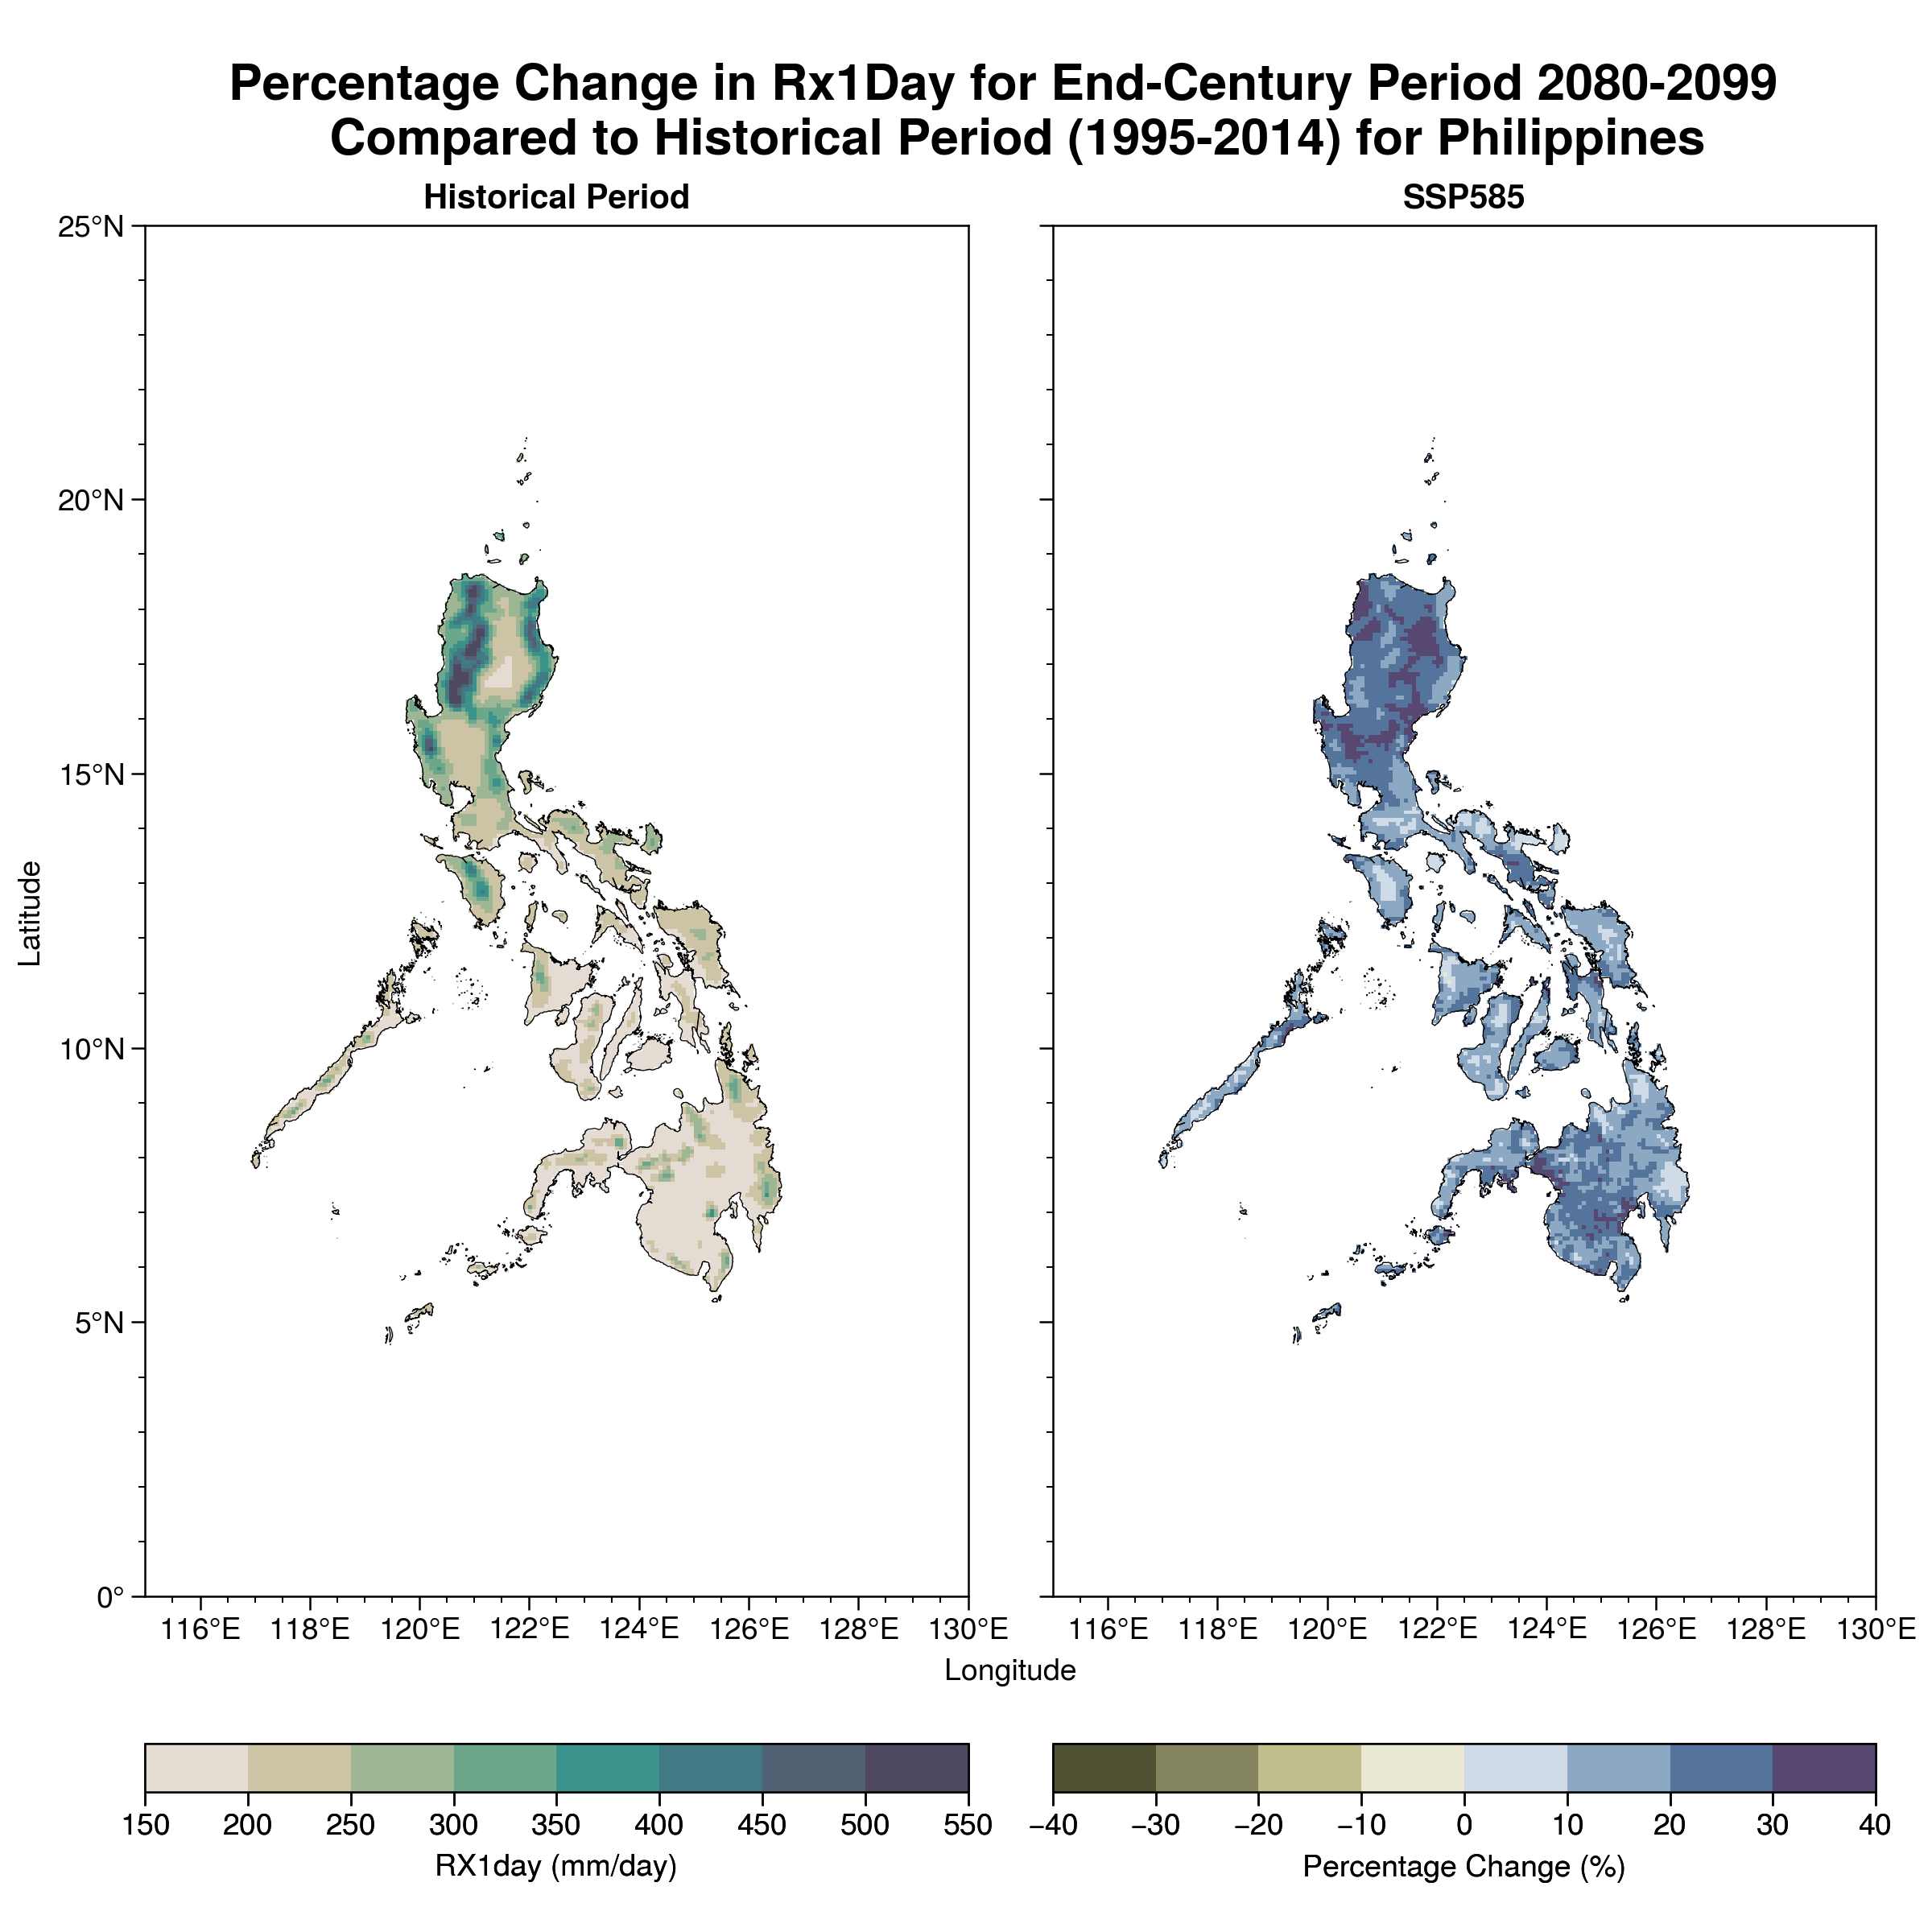 Percentage Change in Rx1Day for End-Century Period 2080-2099
Compared to Historical Period (1995-2014) for Philippines
Historical Period
SSP585
25°N
20°N
15°N
10°N
5°N
0°
Latitude
116°E 118°E 120°E 122°E 124°E 126°E 128°E 130°E
116°E 118°E 120°E 122°E 124°E 126°E 128°E 130°E
Longitude
150 200 250 300 350 400 450 500 550
RX1day (mm/day)
−40 −30 −20 −10 0 10 20 30 40
Percentage Change (%)